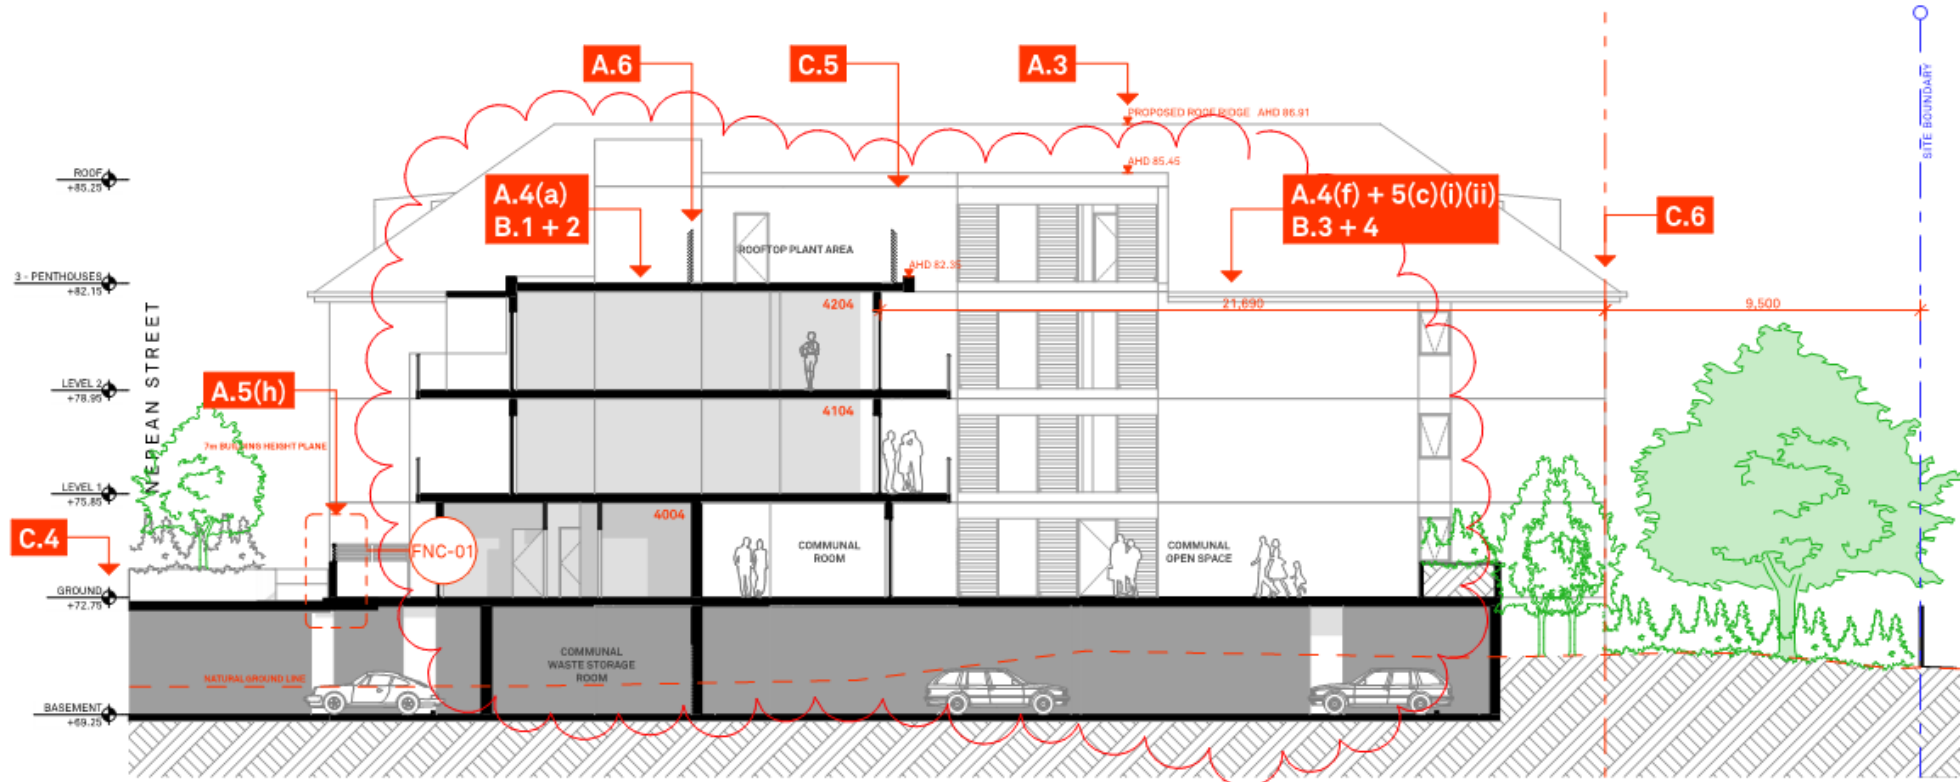 A.6
C.5
A.3
PROPOSED ROOF RIDGE AHD 86.91
SITE BOUNDARY
AHD 85.45
ROOF
+85.25
A.4(a)
B.1 + 2
A.4(f) + 5(c)(i)(ii)
B.3 + 4
C.6
ROOFTOP PLANT AREA
AHD 82.35
3 - PENTHOUSES
+82.15
4204
21,690
9,500
NEPEAN STREET
LEVEL 2
+78.95
A.5(h)
4104
7m BUILDING HEIGHT PLANE
LEVEL 1
+75.85
4004
C.4
FNC-01
COMMUNAL
ROOM
COMMUNAL
OPEN SPACE
GROUND
+72.75
COMMUNAL
WASTE STORAGE
ROOM
NATURAL GROUND LINE
BASEMENT
+69.25